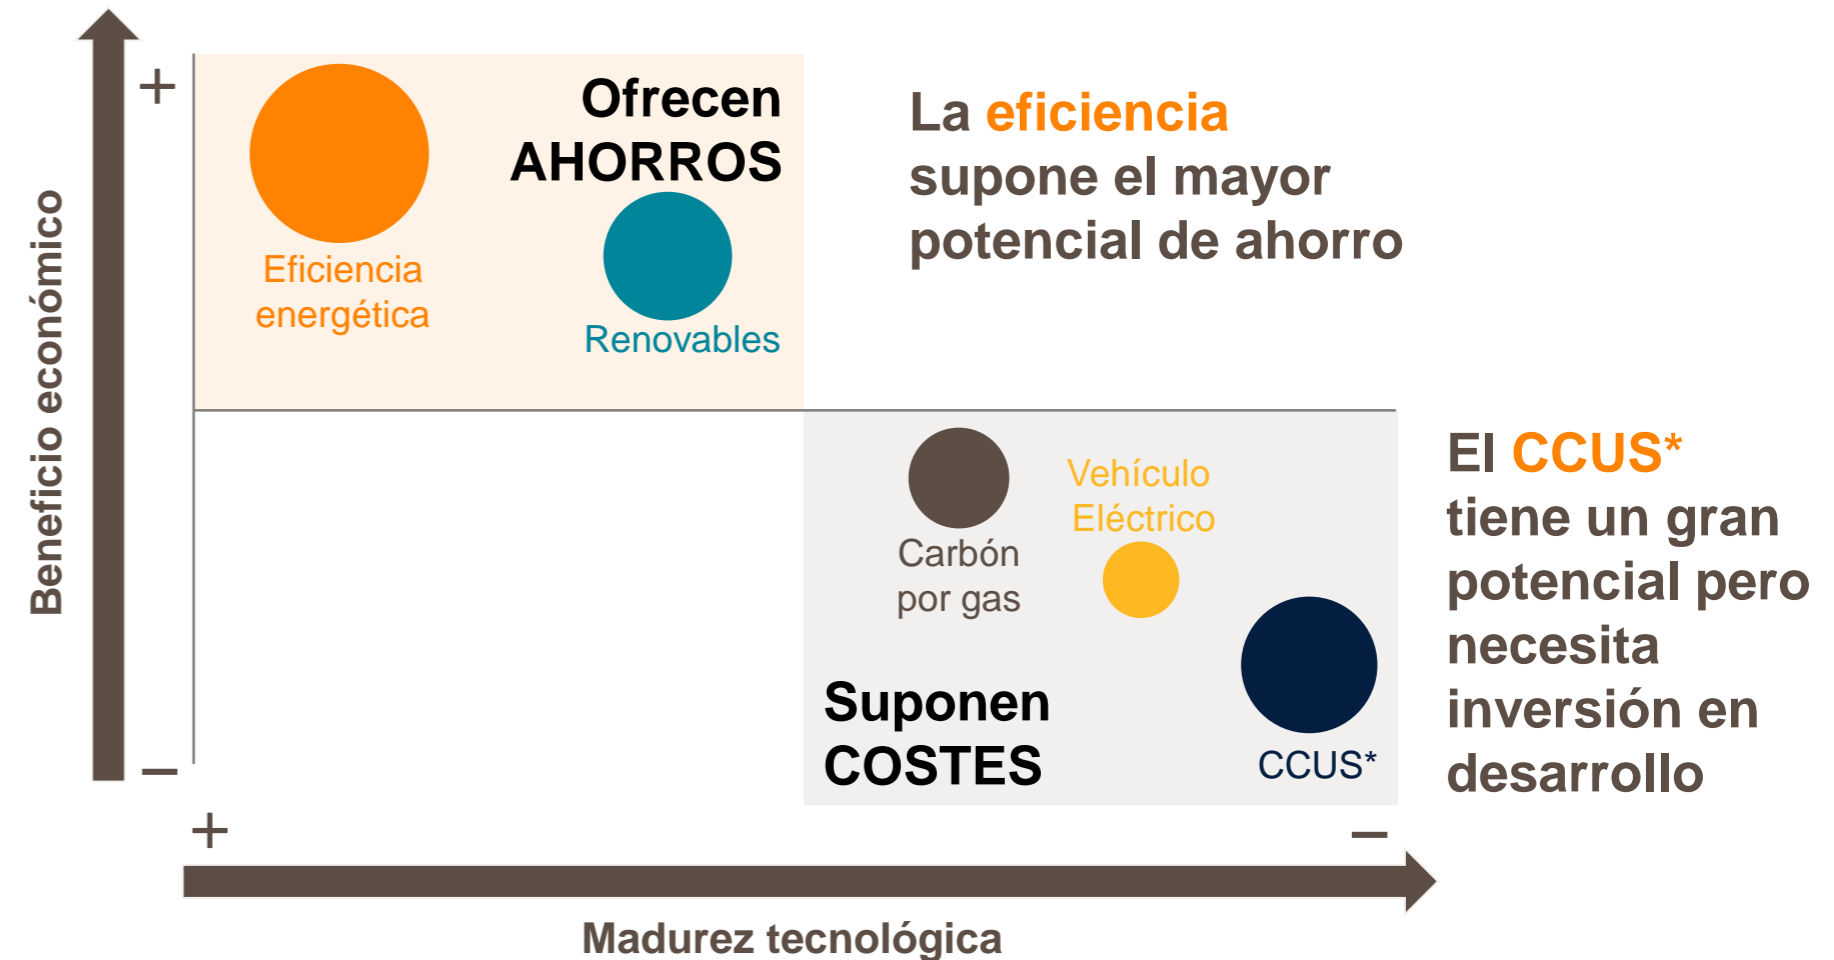 Beneficio económico
+
−
Ofrecen
AHORROS
Eficiencia
energética
Renovables
La eficiencia
supone el mayor
potencial de ahorro
Carbón
por gas
Vehículo
Eléctrico
Suponen
COSTES
CCUS*
El CCUS*
tiene un gran
potencial pero
necesita
inversión en
desarrollo
+
−
Madurez tecnológica